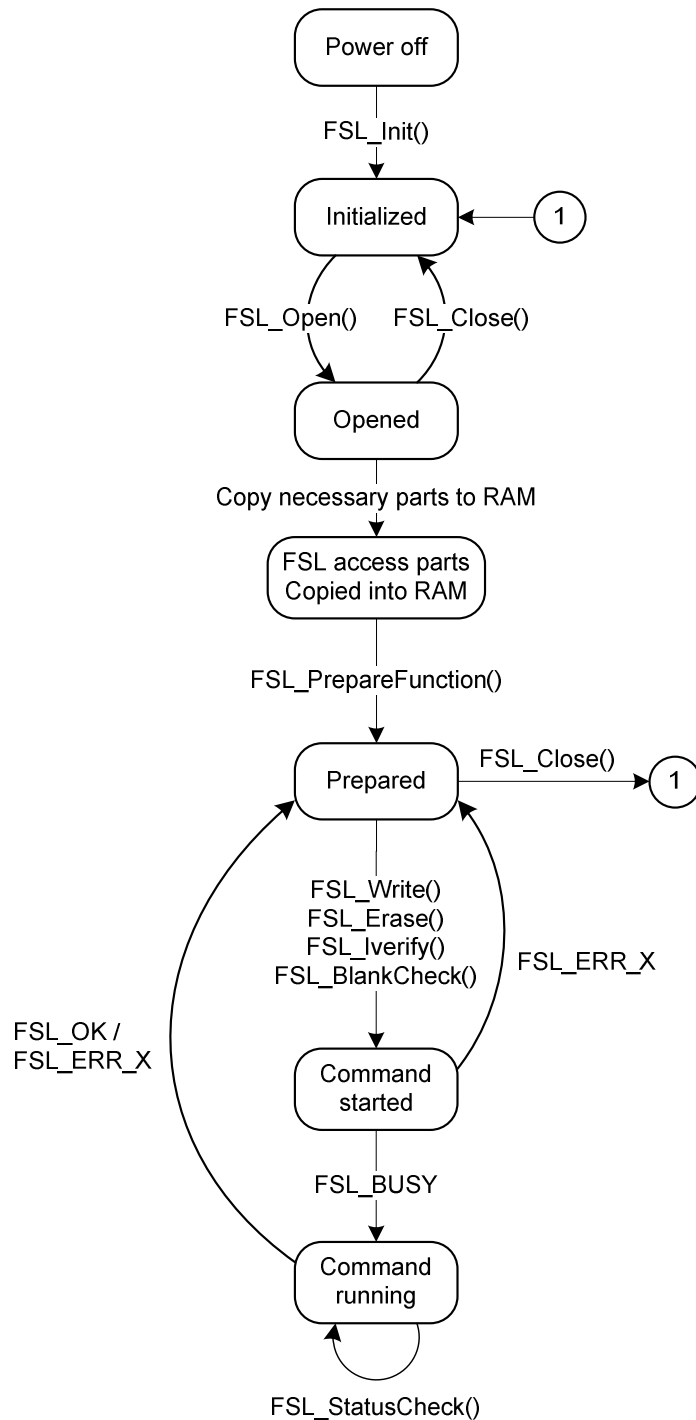 Power off
FSL_Init()
Initialized
1
FSL_Open()
FSL_Close()
Opened
Copy necessary parts to RAM
FSL access parts
Copied into RAM
FSL_PrepareFunction()
Prepared
FSL_Close()
1
FSL_Write()
FSL_Erase()
FSL_Iverify()
FSL_BlankCheck()
FSL_ERR_X
FSL_OK /
FSL_ERR_X
Command
started
FSL_BUSY
Command
running
FSL_StatusCheck()